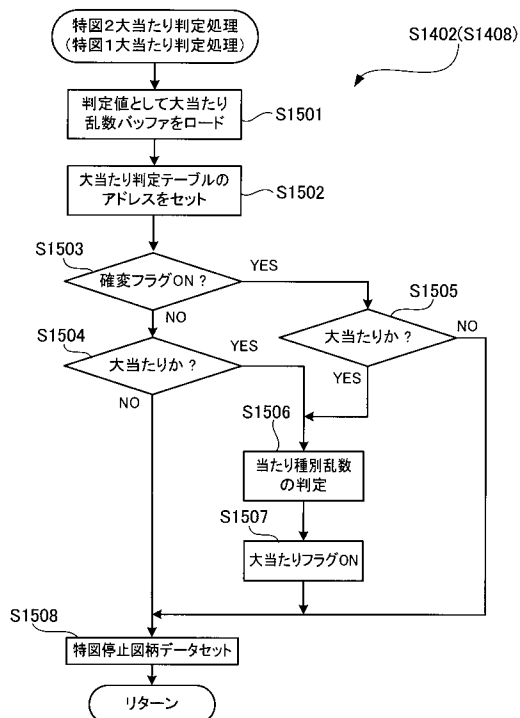 特図２大当たり判定処理
(特図１大当たり判定処理)
S1402(S1408)
判定値として大当たり
乱数バッファをロード
S1501
大当たり判定テーブルの
アドレスをセット
S1502
S1503
確変フラグON？
YES
NO
S1505
大当たりか？
NO
YES
S1504
大当たりか？
YES
NO
S1506
当たり種別乱数
の判定
S1507
大当たりフラグON
S1508
特図停止図柄データセット
リターン